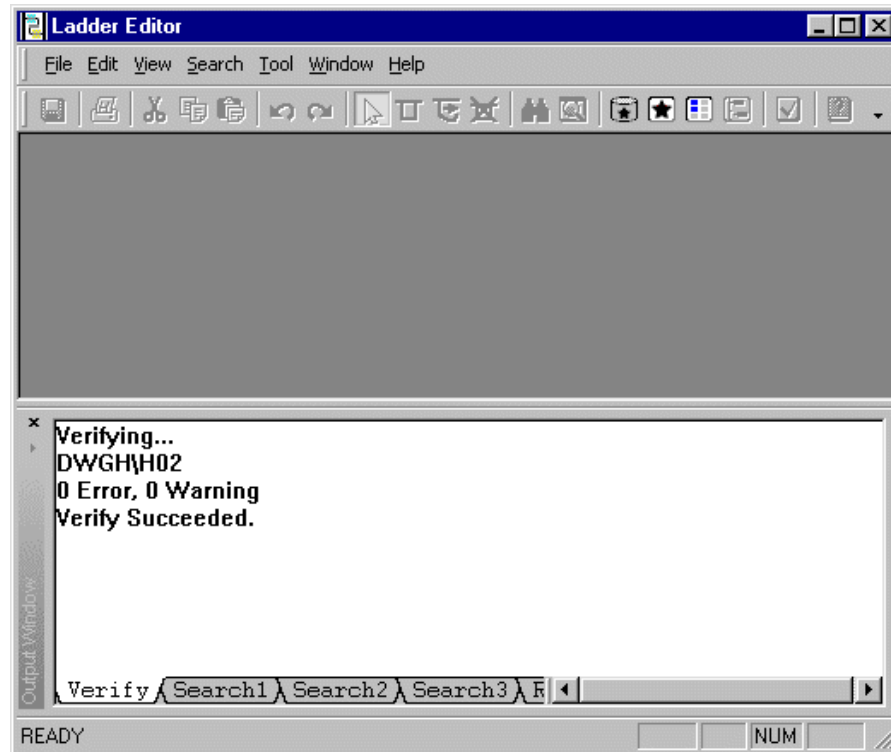 Ladder Editor
File Edit View Search Tool Window Help
Verifying...
DWGH\H02
0 Error, 0 Warning
Verify Succeeded.
Output Window
Verify Search1 Search2 Search3 R
READY NUM